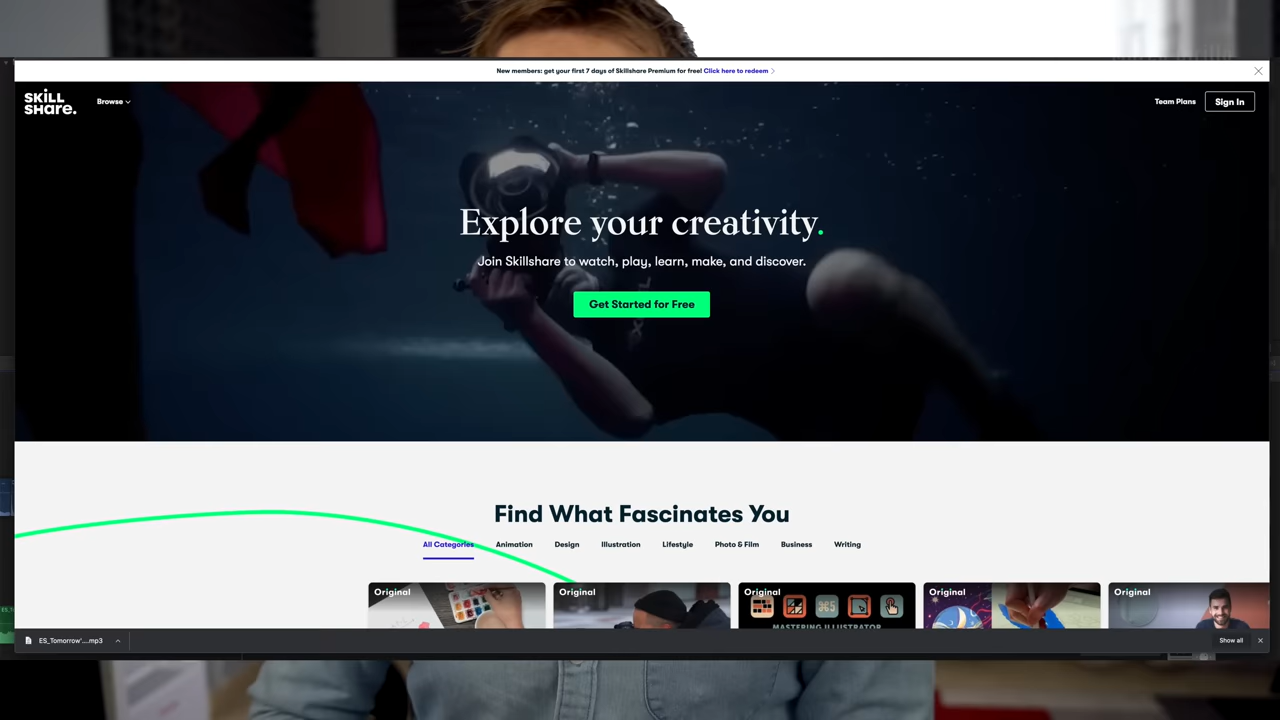 New members: get your first 7 days of Skillshare Premium for free! Click here to redeem
SKILL
SHARE.
Browse
Team Plans
Sign In
Explore your creativity.
Join Skillshare to watch, play, learn, make, and discover.
Get Started for Free
Find What Fascinates You
All Categories
Animation
Design
Illustration
Lifestyle
Photo & Film
Business
Writing
Original
Original
Original
Original
Original
⌘5
MASTERING ILLUSTRATOR
ES_Tomorrow'....mp3
Show all